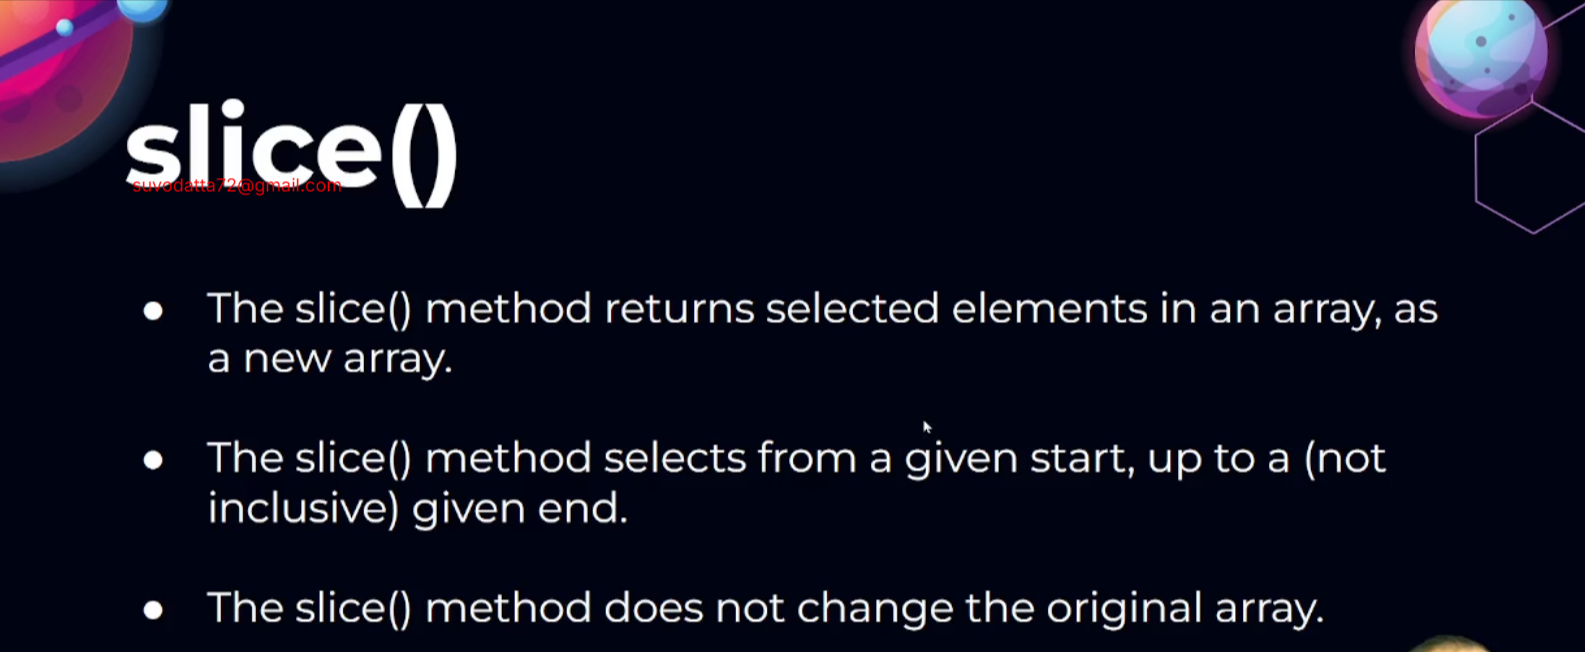 slice()
suvodatta72@gmail.com
● The slice() method returns selected elements in an array, as
a new array.
● The slice() method selects from a given start, up to a (not
inclusive) given end.
● The slice() method does not change the original array.